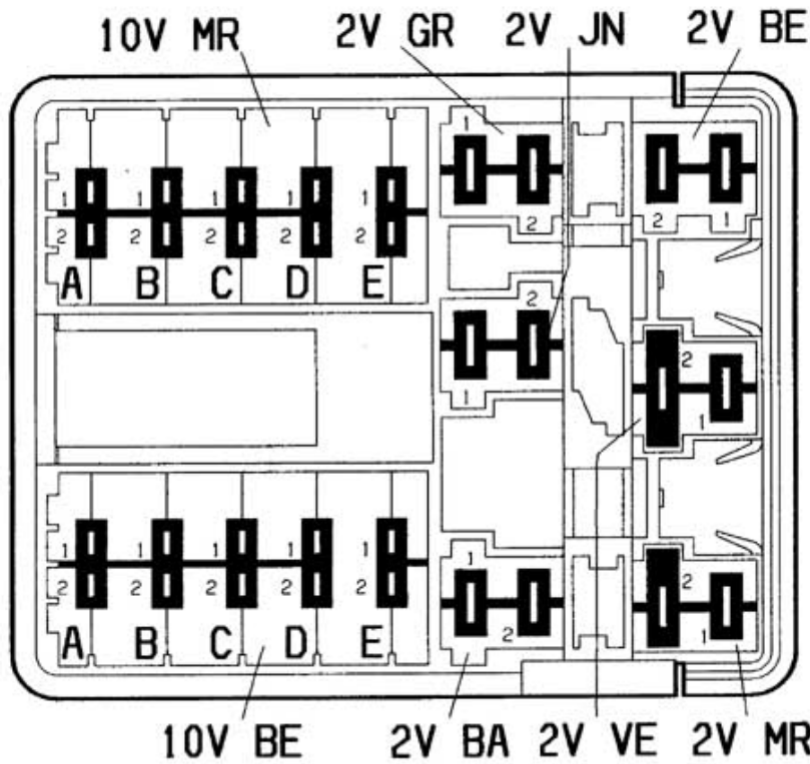 10V MR 2V GR 2V JN 2V BE
1
1 1 1 1 1
2 2 2 2 2 2 2 1
A B C D E
2
2
1 1
1 1 1 1 1 1 2
2 2 2 2 2 2 1
A B C D E
10V BE 2V BA 2V VE 2V MR